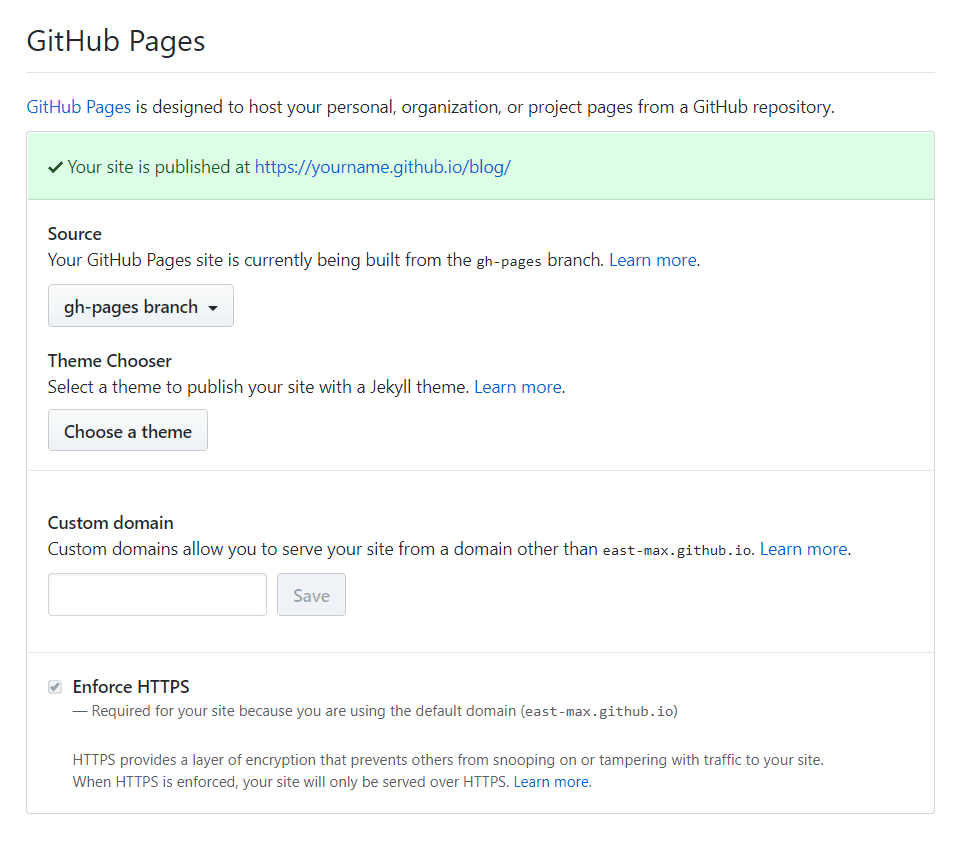 GitHub Pages
GitHub Pages is designed to host your personal, organization, or project pages from a GitHub repository.
Your site is published at https://yourname.github.io/blog/
Source
Your GitHub Pages site is currently being built from the gh-pages branch. Learn more.
gh-pages branch
Theme Chooser
Select a theme to publish your site with a Jekyll theme. Learn more.
Choose a theme
Custom domain
Custom domains allow you to serve your site from a domain other than east-max.github.io. Learn more.
Save
Enforce HTTPS
— Required for your site because you are using the default domain (east-max.github.io)
HTTPS provides a layer of encryption that prevents others from snooping on or tampering with traffic to your site.
When HTTPS is enforced, your site will only be served over HTTPS. Learn more.